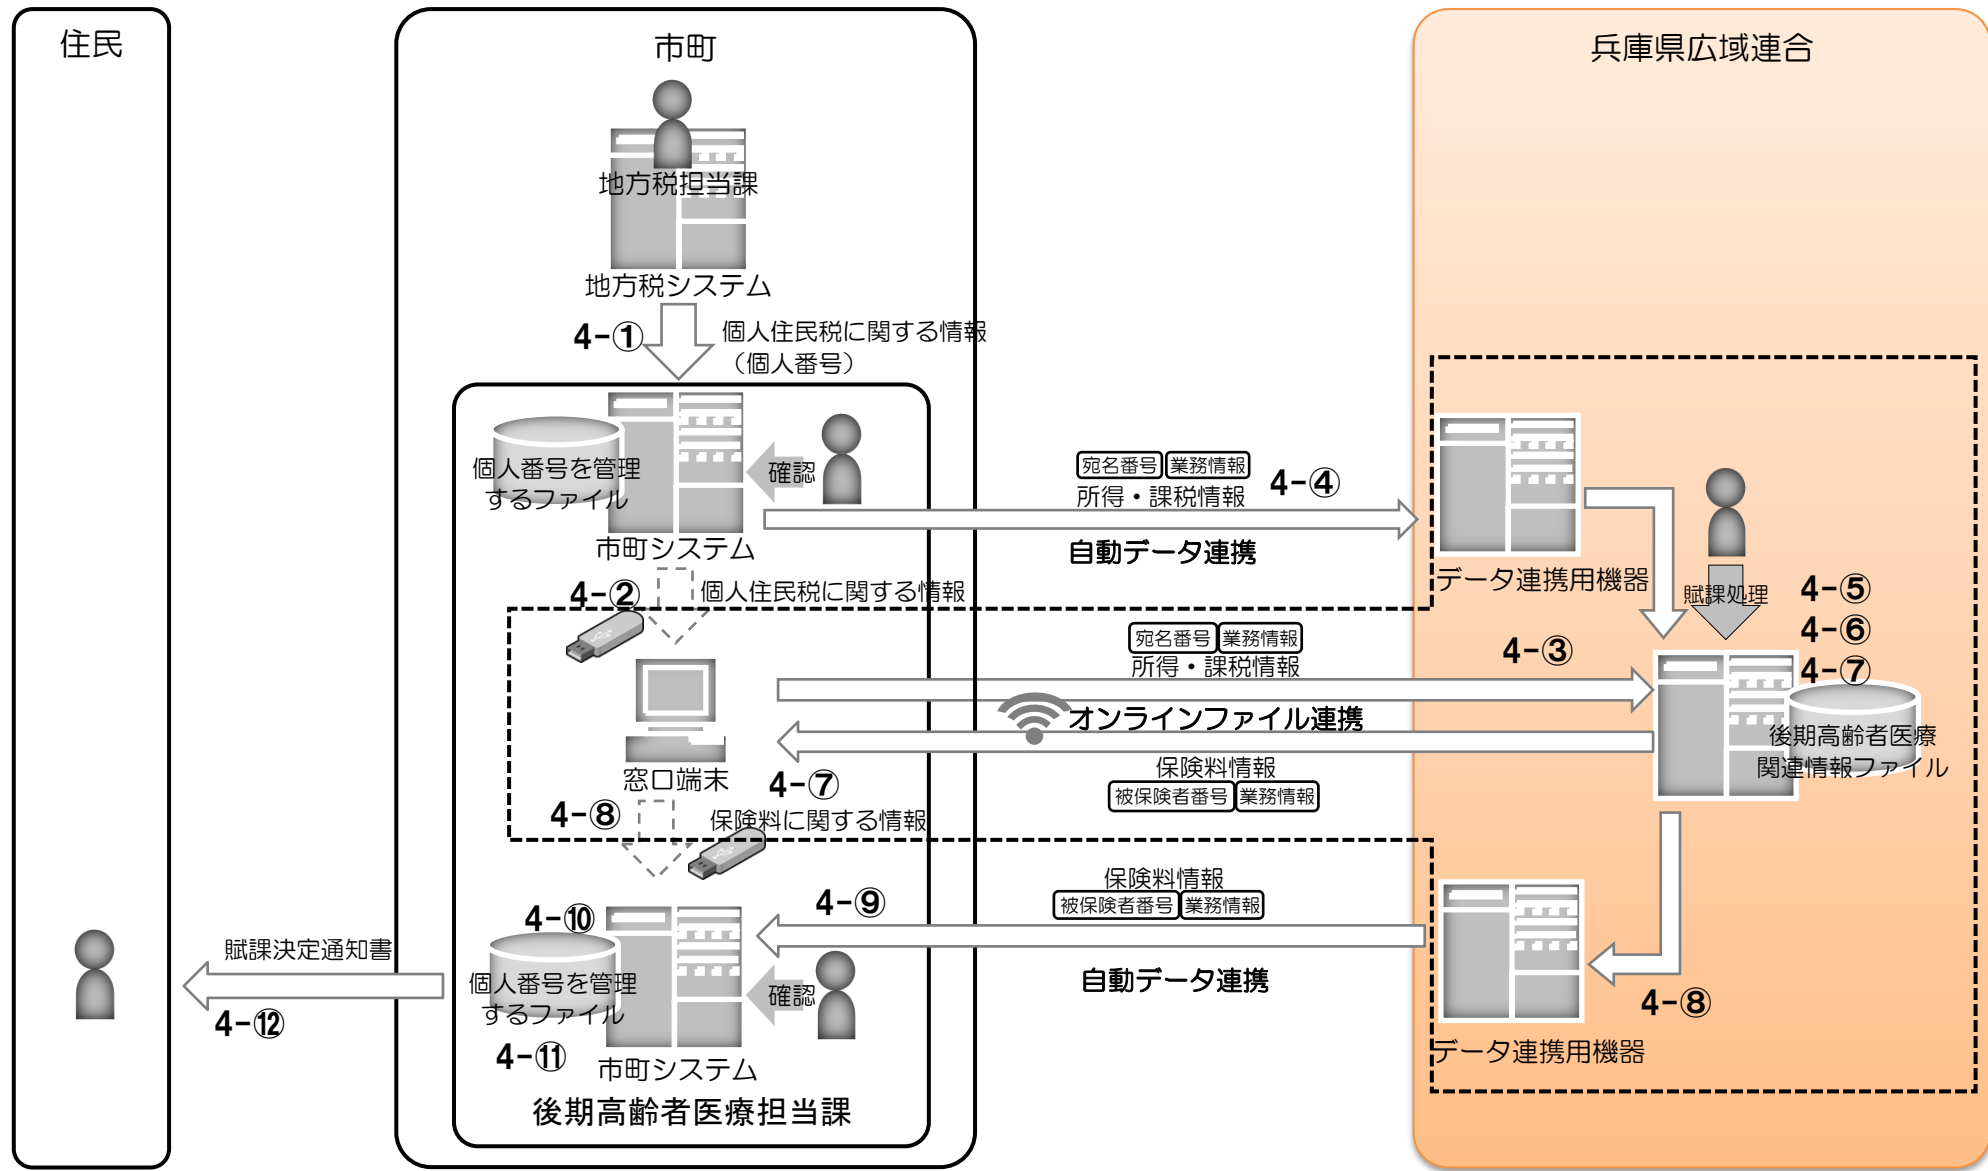 住民
市町
兵庫県広域連合
地方税担当課
地方税システム
4-①
個人住民税に関する情報
（個人番号）
個人番号を管理
するファイル
確認
市町システム
宛名番号 業務情報
所得・課税情報
4-④
自動データ連携
データ連携用機器
賦課処理
4-⑤
4-⑥
4-⑦
4-②
個人住民税に関する情報
宛名番号 業務情報
所得・課税情報
4-③
オンラインファイル連携
窓口端末
4-⑦
保険料情報
被保険者番号 業務情報
後期高齢者医療
関連情報ファイル
4-⑧
保険料に関する情報
保険料情報
被保険者番号 業務情報
4-⑨
自動データ連携
4-⑧
データ連携用機器
4-⑩
個人番号を管理
するファイル
確認
4-⑪
市町システム
後期高齢者医療担当課
賦課決定通知書
4-⑫